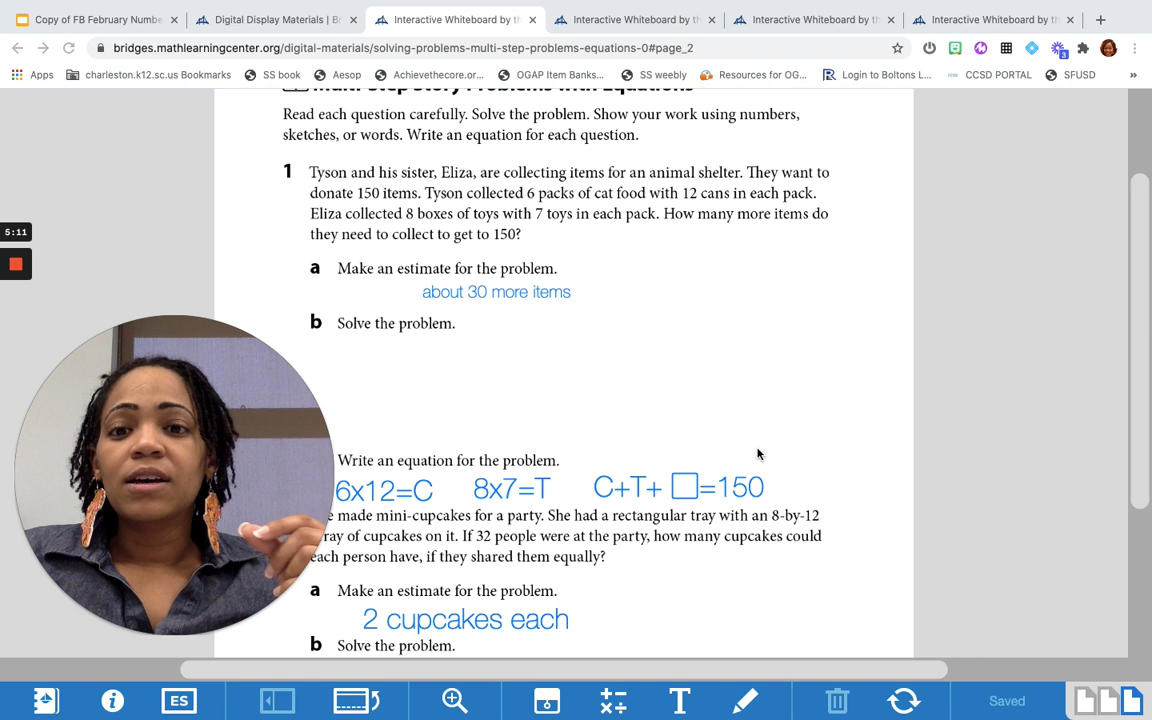 Copy of FB February Numbe
Digital Display Materials | B
Interactive Whiteboard by th
Interactive Whiteboard by th
Interactive Whiteboard by th
Interactive Whiteboard by th
bridges.mathlearningcenter.org/digital-materials/solving-problems-multi-step-problems-equations-0#page_2
Apps
charleston.k12.sc.us Bookmarks
SS book
Aesop
Achievethecore.or...
OGAP Item Banks...
SS weekly
Resources for OG...
Login to Boltons L...
CCSD PORTAL
SFUSD
»
Multi-Step Story Problems with Equations
Read each question carefully. Solve the problem. Show your work using numbers,
sketches, or words. Write an equation for each question.
1 Tyson and his sister, Eliza, are collecting items for an animal shelter. They want to
donate 150 items. Tyson collected 6 packs of cat food with 12 cans in each pack.
Eliza collected 8 boxes of toys with 7 toys in each pack. How many more items do
they need to collect to get to 150?
5:11
a Make an estimate for the problem.
about 30 more items
b Solve the problem.
Write an equation for the problem.
6x12=C 8x7=T C+T+ □=150
made mini-cupcakes for a party. She had a rectangular tray with an 8-by-12
of cupcakes on it. If 32 people were at the party, how many cupcakes could
each person have, if they shared them equally?
a Make an estimate for the problem.
2 cupcakes each
b Solve the problem.
ES
T
Saved